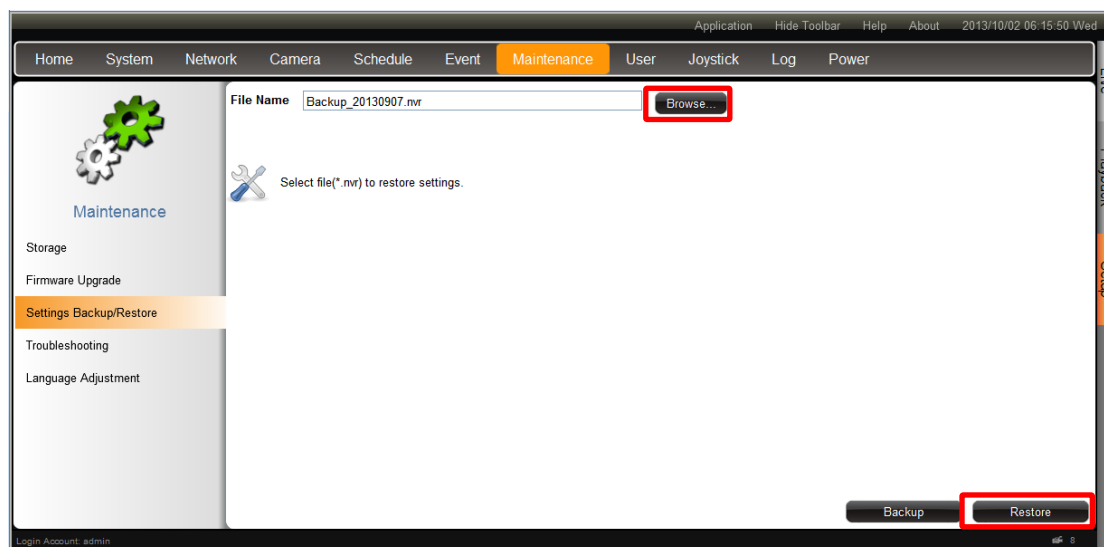 Application Hide Toolbar Help About 2013/10/02 06:15:50 Wed
Home System Network Camera Schedule Event Maintenance User Joystick Log Power
File Name Backup_20130907.nvr Browse...
Select file(*.nvr) to restore settings.
Maintenance
Storage
Firmware Upgrade
Settings Backup/Restore
Troubleshooting
Language Adjustment
Backup Restore
Login Account: admin 8